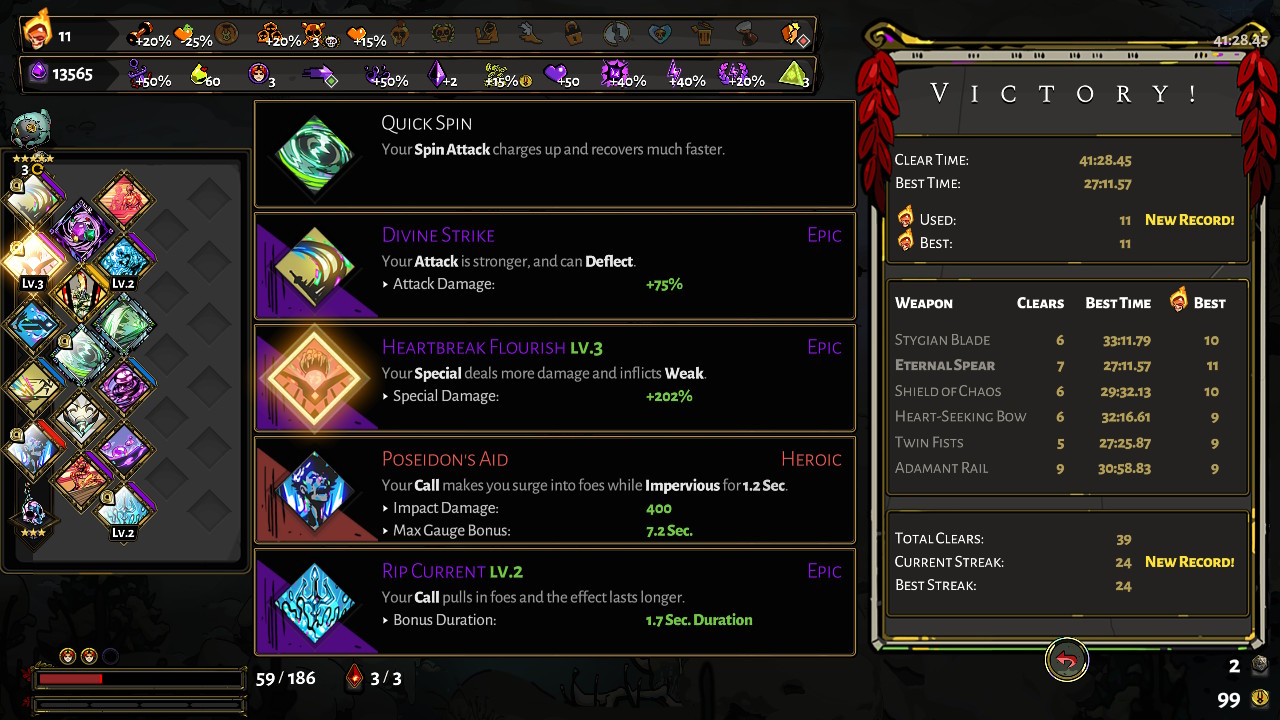 11
+20%
-25%
+20%
3
+15%
41:28.45
13565
+50%
60
3
+50%
+2
+15%
+50
+40%
+40%
+20%
3
3
Lv.3
Lv.2
Lv.2
QUICK SPIN
Your Spin Attack charges up and recovers much faster.
DIVINE STRIKE
EPIC
Your Attack is stronger, and can Deflect.
Attack Damage: +75%
HEARTBREAK FLOURISH LV.3
EPIC
Your Special deals more damage and inflicts Weak.
Special Damage: +202%
POSEIDON'S AID
HEROIC
Your Call makes you surge into foes while Impervious for 1.2 Sec.
Impact Damage: 400
Max Gauge Bonus: 7.2 Sec.
RIP CURRENT LV.2
EPIC
Your Call pulls in foes and the effect lasts longer.
Bonus Duration: 1.7 Sec. Duration
59 / 186
3 / 3
VICTORY!
CLEAR TIME: 41:28.45
BEST TIME: 27:11.57
USED: 11 NEW RECORD!
BEST: 11
WEAPON CLEARS BEST TIME BEST
STYGIAN BLADE 6 33:11.79 10
ETERNAL SPEAR 7 27:11.57 11
SHIELD OF CHAOS 6 29:32.13 10
HEART-SEEKING BOW 6 32:16.61 9
TWIN FISTS 5 27:25.87 9
ADAMANT RAIL 9 30:58.83 9
TOTAL CLEARS: 39
CURRENT STREAK: 24 NEW RECORD!
BEST STREAK: 24
2
99